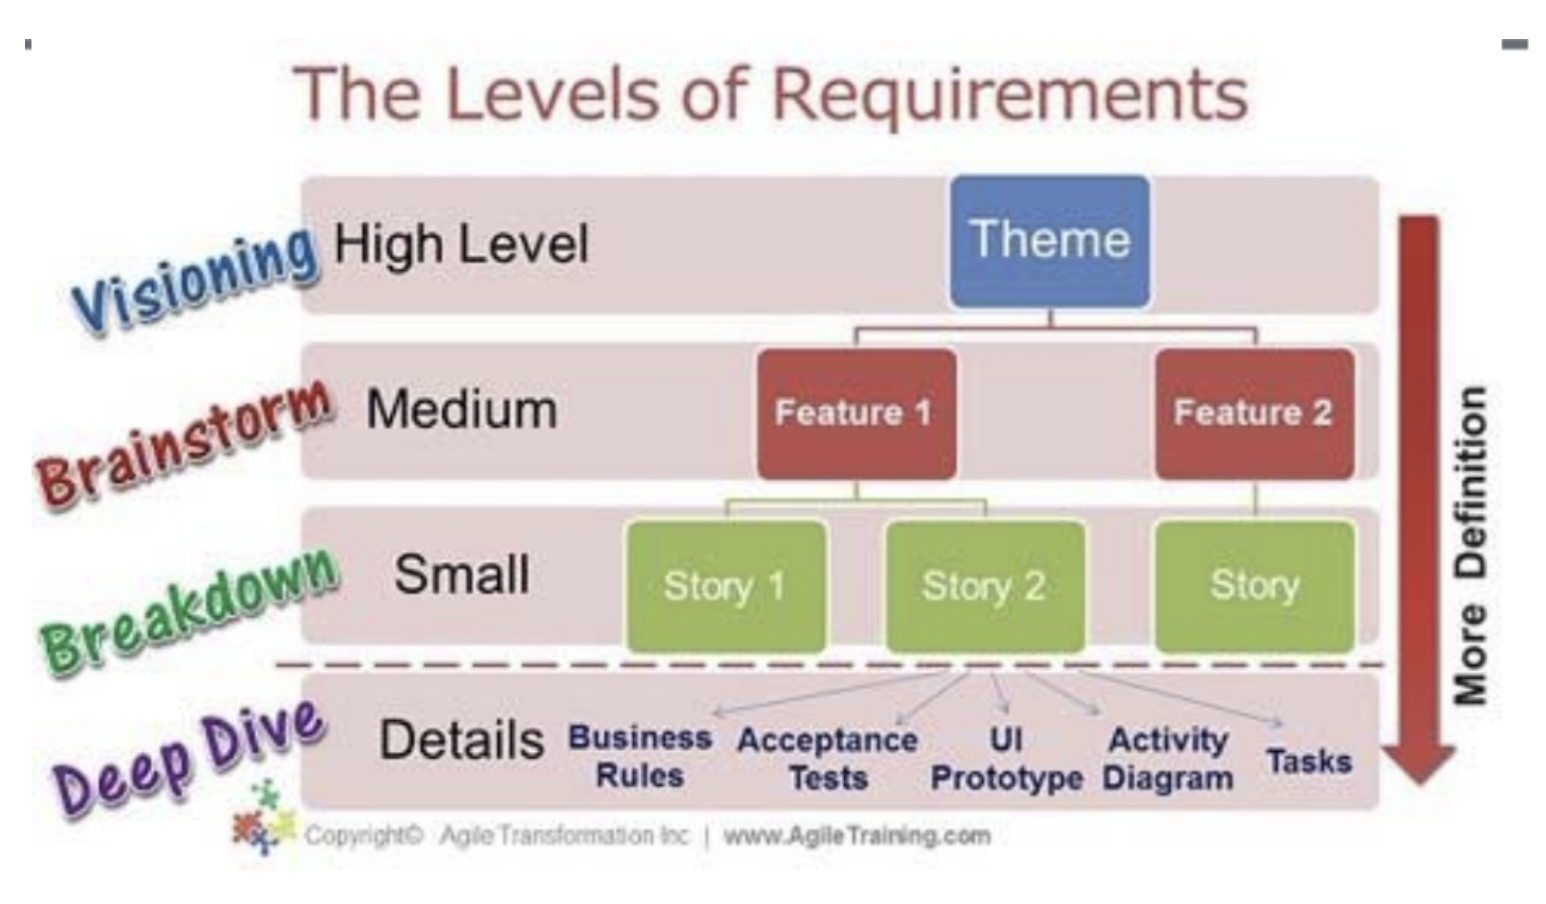 The Levels of Requirements
Visioning
High Level
Theme
Brainstorm
Medium
Feature 1
Feature 2
Breakdown
Small
Story 1
Story 2
Story
Deep Dive
Details
Business
Rules
Acceptance
Tests
UI
Prototype
Activity
Diagram
Tasks
More Definition
Copyright© Agile Transformation Inc | www.AgileTraining.com